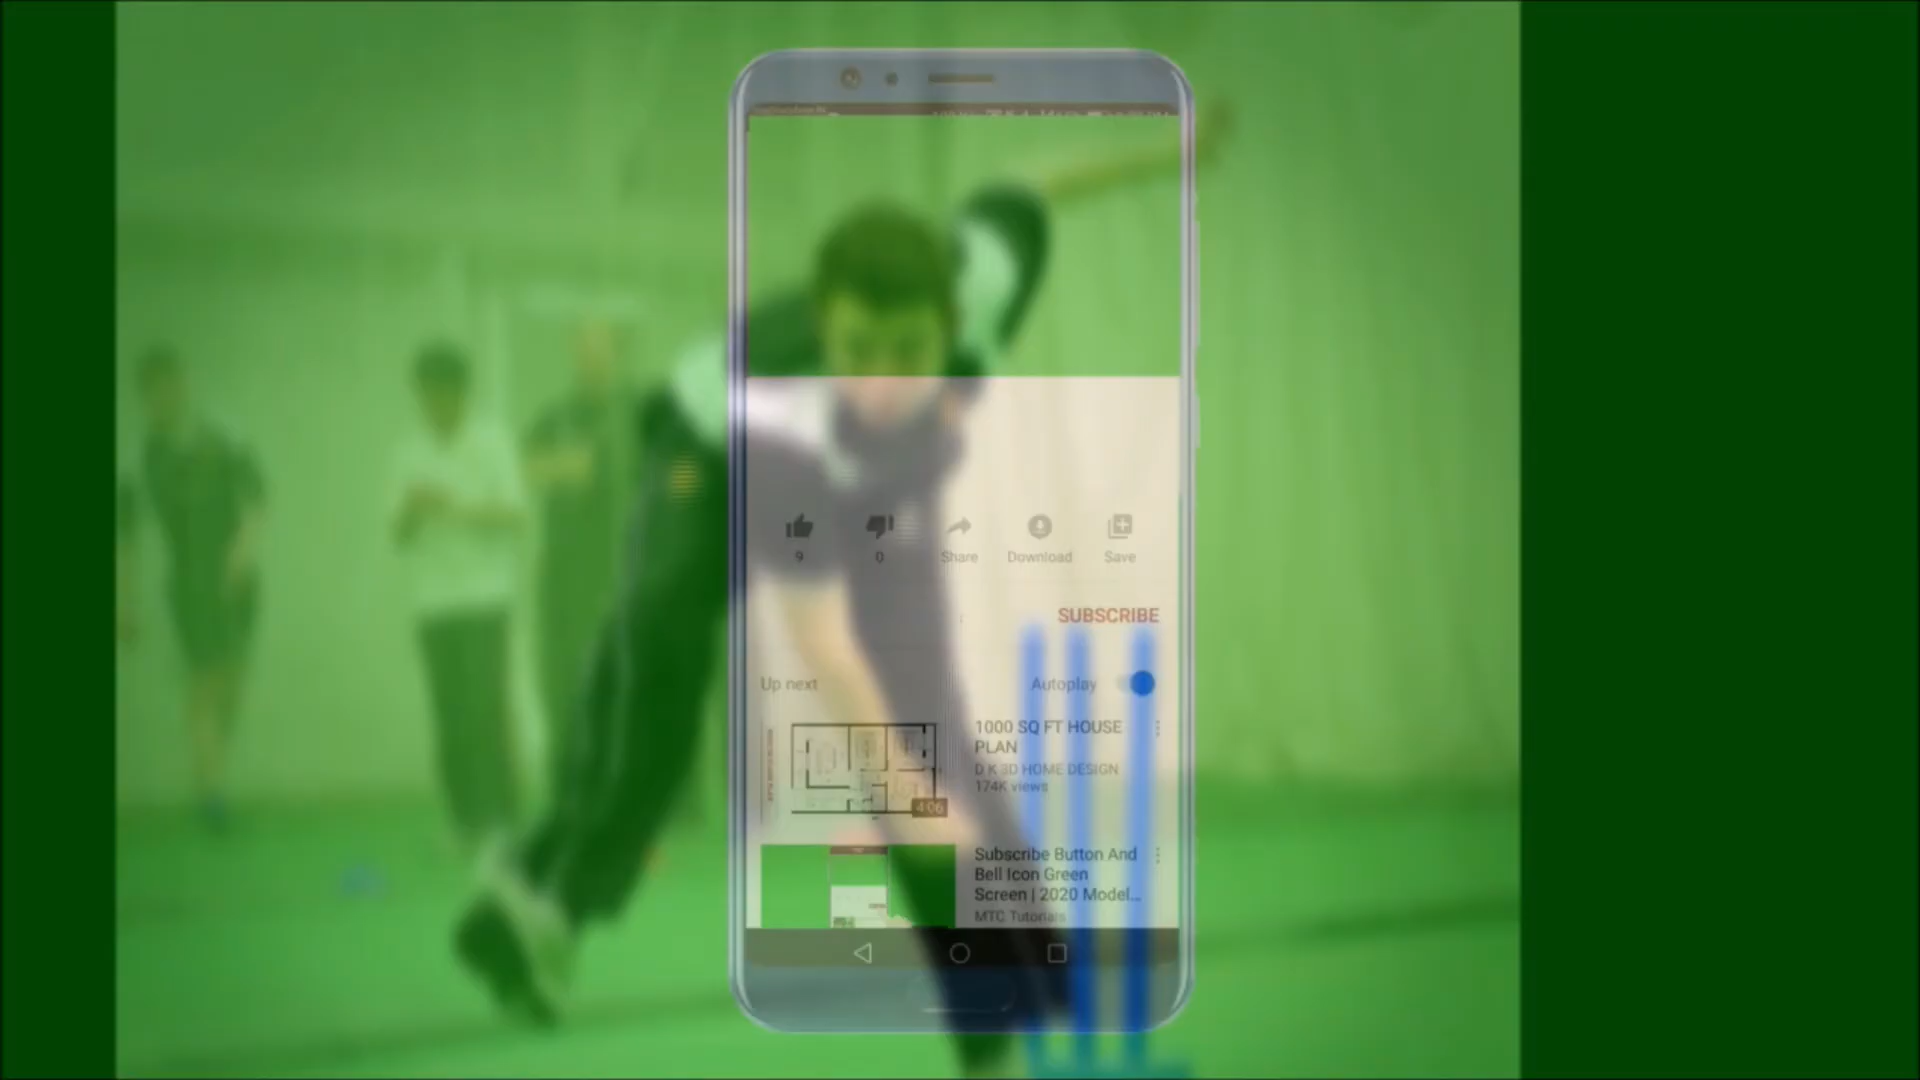 9
0
Share
Download
Save
SUBSCRIBE
Up next
Autoplay
1000 SQ FT HOUSE
PLAN
D K 3D HOME DESIGN
174K views
4:06
Subscribe Button And
Bell Icon Green
Screen | 2020 Model...
MTC Tutorials